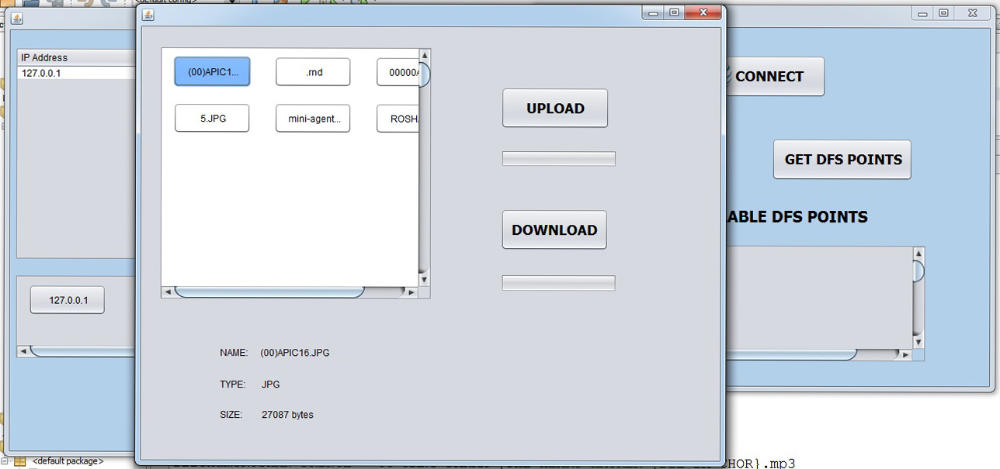 <default config>
IP Address
127.0.0.1
127.0.0.1
(00)APIC1...
.rnd
00000
5.JPG
mini-agent...
ROSH
UPLOAD
DOWNLOAD
NAME: (00)APIC16.JPG
TYPE: JPG
SIZE: 27087 bytes
CONNECT
GET DFS POINTS
ABLE DFS POINTS
<default package>
HOR}.mp3